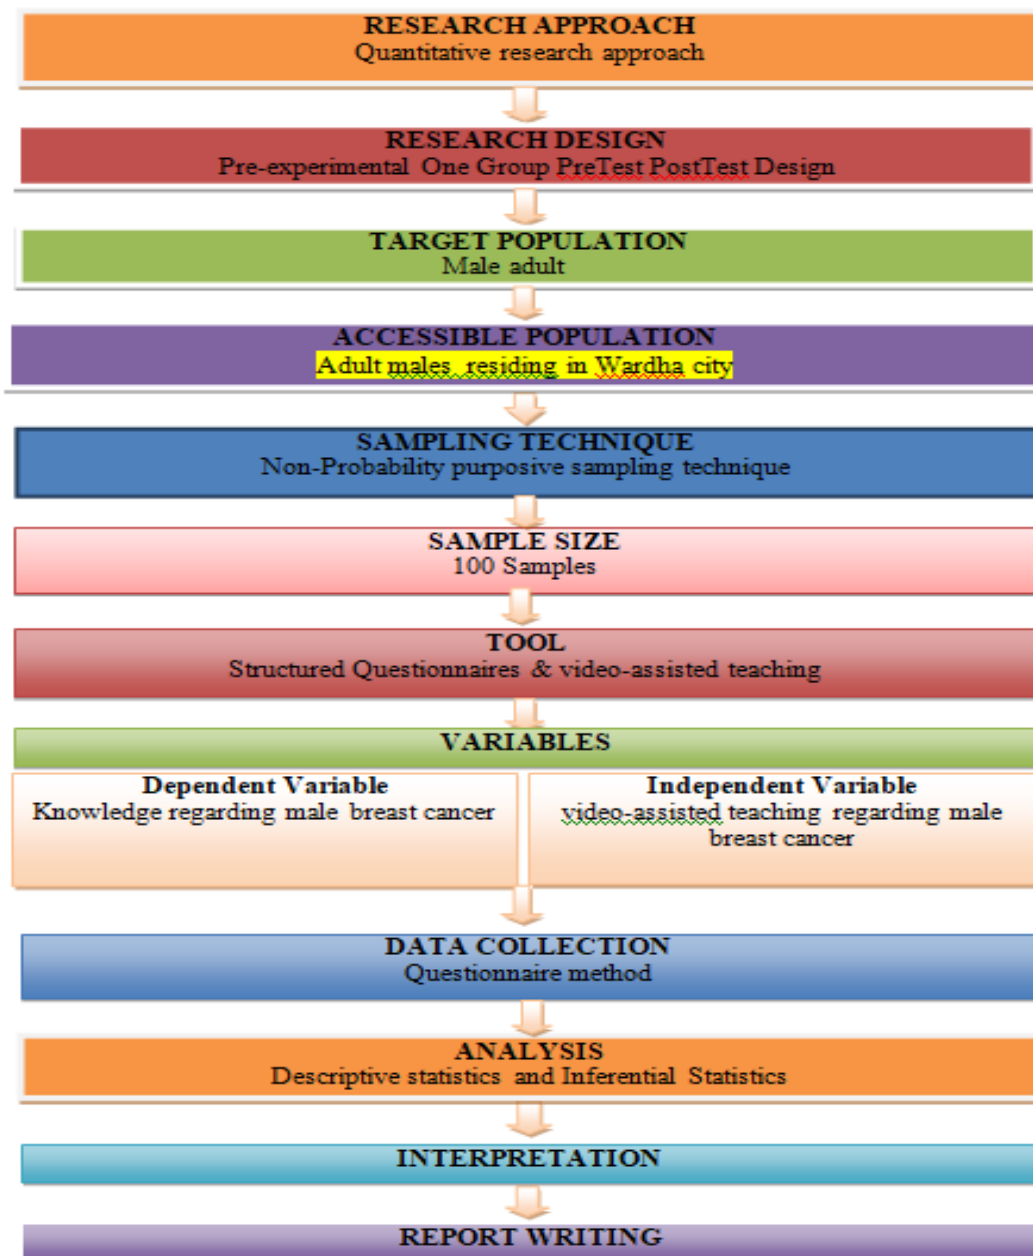 RESEARCH APPROACH
Quantitative research approach
RESEARCH DESIGN
Pre-experimental One Group PreTest PostTest Design
TARGET POPULATION
Male adult
ACCESSIBLE POPULATION
Adult males residing in Wardha city
SAMPLING TECHNIQUE
Non-Probability purposive sampling technique
SAMPLE SIZE
100 Samples
TOOL
Structured Questionnaires & video-assisted teaching
VARIABLES
Dependent Variable
Knowledge regarding male breast cancer
Independent Variable
video-assisted teaching regarding male
breast cancer
DATA COLLECTION
Questionnaire method
ANALYSIS
Descriptive statistics and Inferential Statistics
INTERPRETATION
REPORT WRITING